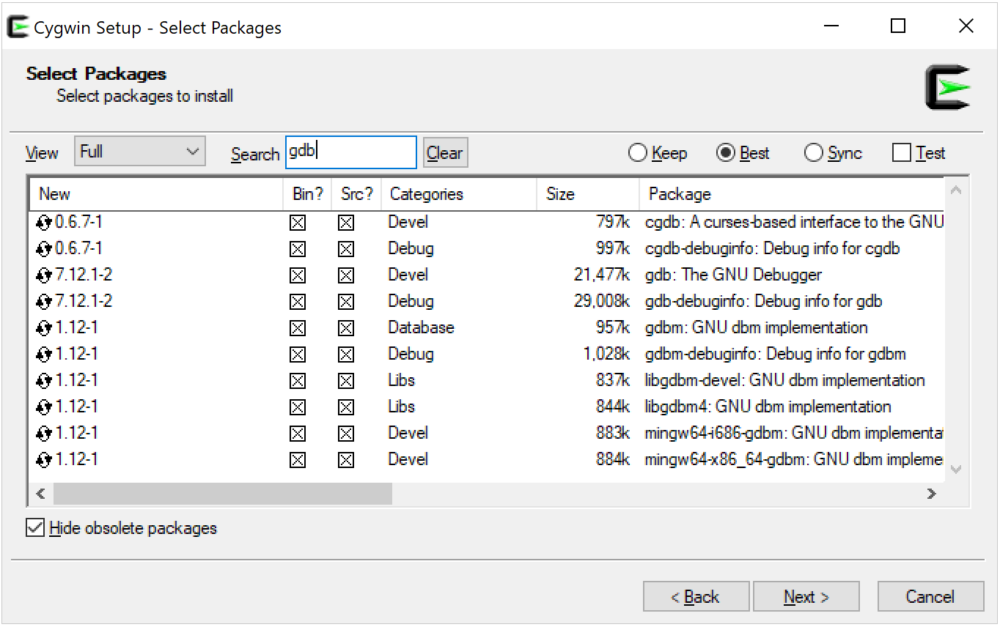 Cygwin Setup - Select Packages
Select Packages
Select packages to install
View Full Search gdb Clear Keep Best Sync Test
New Bin? Src? Categories Size Package
0.6.7-1 Devel 797k cgdb: A curses-based interface to the GNU
0.6.7-1 Debug 997k cgdb-debuginfo: Debug info for cgdb
7.12.1-2 Devel 21,477k gdb: The GNU Debugger
7.12.1-2 Debug 29,008k gdb-debuginfo: Debug info for gdb
1.12-1 Database 957k gdbm: GNU dbm implementation
1.12-1 Debug 1,028k gdbm-debuginfo: Debug info for gdbm
1.12-1 Libs 837k libgdbm-devel: GNU dbm implementation
1.12-1 Libs 844k libgdbm4: GNU dbm implementation
1.12-1 Devel 883k mingw64-i686-gdbm: GNU dbm implementat
1.12-1 Devel 884k mingw64-x86_64-gdbm: GNU dbm impleme
Hide obsolete packages
< Back Next > Cancel